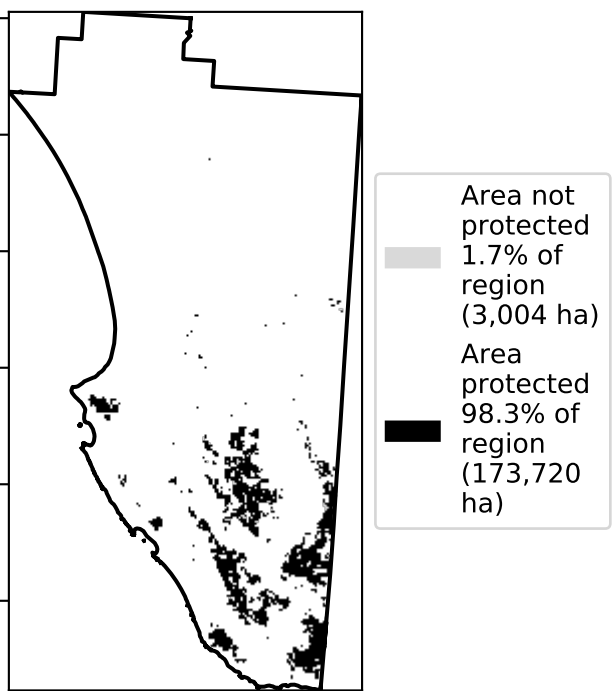 Area not
protected
1.7% of
region
(3,004 ha)
Area
protected
98.3% of
region
(173,720
ha)